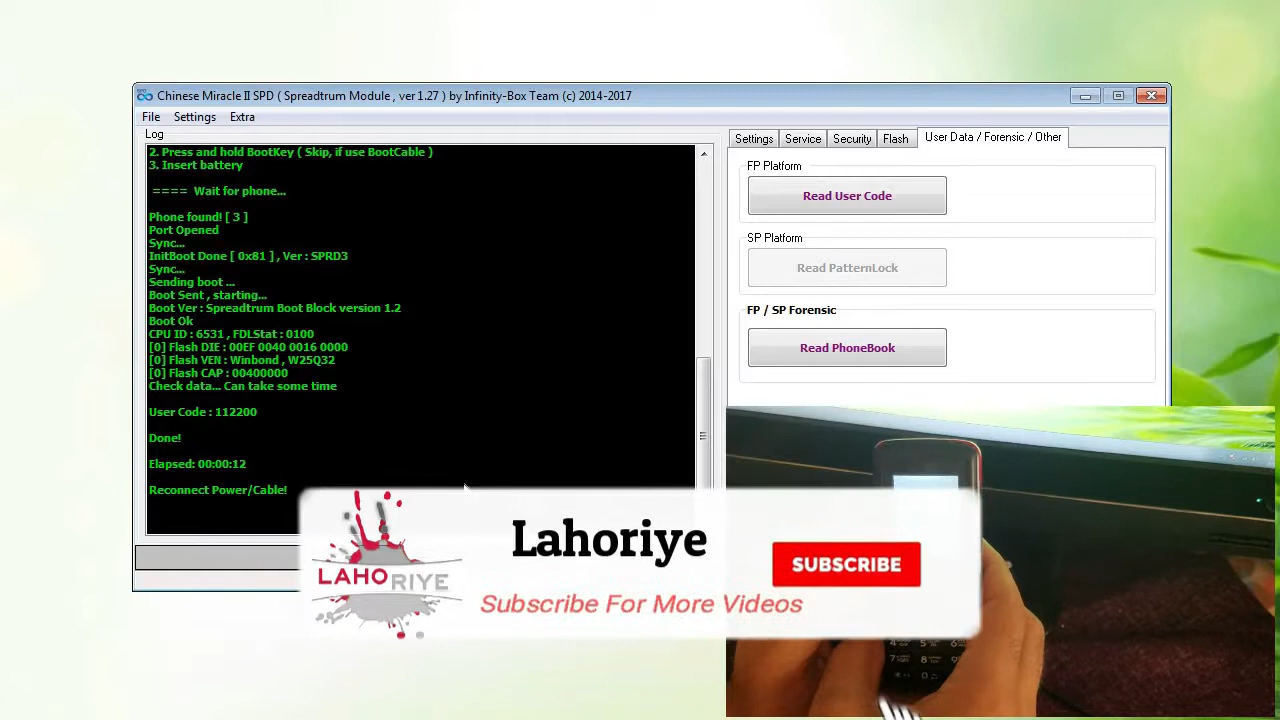 Chinese Miracle II SPD ( Spreadtrum Module , ver 1.27 ) by Infinity-Box Team (c) 2014-2017
File Settings Extra
Log
2. Press and hold BootKey ( Skip, if use BootCable )
3. Insert battery
==== Wait for phone...
Phone found! [ 3 ]
Port Opened
Sync...
InitBoot Done [ 0x81 ] , Ver : SPRD3
Sync...
Sending boot ...
Boot Sent , starting...
Boot Ver : Spreadtrum Boot Block version 1.2
Boot Ok
CPU ID : 6531 , FDLStat : 0100
[0] Flash DIE : 00EF 0040 0016 0000
[0] Flash VEN : Winbond , W25Q32
[0] Flash CAP : 00400000
Check data... Can take some time
User Code : 112200
Done!
Elapsed: 00:00:12
Reconnect Power/Cable!
Settings Service Security Flash User Data / Forensic / Other
FP Platform
Read User Code
SP Platform
Read PatternLock
FP / SP Forensic
Read PhoneBook
LAHORIYE
Lahoriye
Subscribe For More Videos
SUBSCRIBE